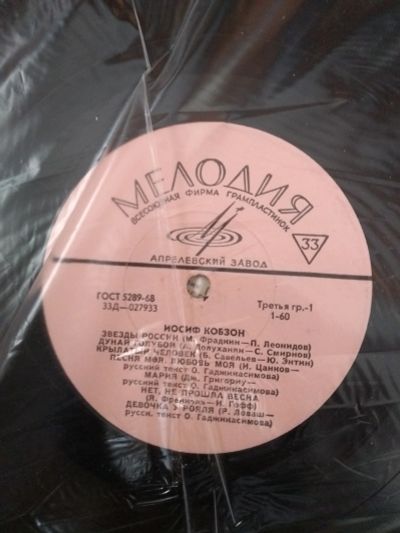 МЕЛОДИЯ
ВСЕСОЮЗНАЯ ФИРМА ГРАМПЛАСТИНОК
33
АПРЕЛЕВСКИЙ ЗАВОД
ГОСТ 5289-68
Третья гр.-1
33Д—027933
1-60
ИОСИФ КОБЗОН
ЗВЕЗДЫ РОССИИ (М. Фрадкин— П. Леонидов)
ДУНАЙ ГОЛУБОЙ (А. Долуханян— С. Смирнов)
КРЫЛАТЫЙ ЧЕЛОВЕК (Б. Савельев— Ю. Энтин)
ПЕСНЯ МОЯ, ЛЮБОВЬ МОЯ (И. Цанков—
русский текст О. Гаджикасимова)
МАРИЯ (Дж. Григориу—
русский текст О. Гаджикасимова)
НЕТ, НЕ ПРОШЛА ВЕСНА
(Я. Френкель— И. Гофф)
ДЕВОЧКА У РОЯЛЯ (Р. Ловаш—
русск. текст О. Гаджикасимова)